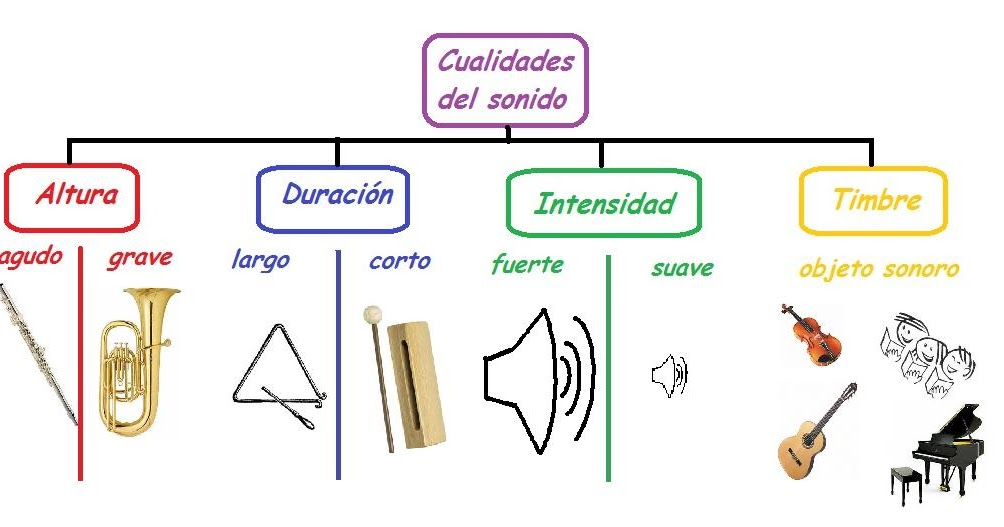 Cualidades
del sonido
Altura
Duración
Intensidad
Timbre
agudo
grave
largo
corto
fuerte
suave
objeto sonoro